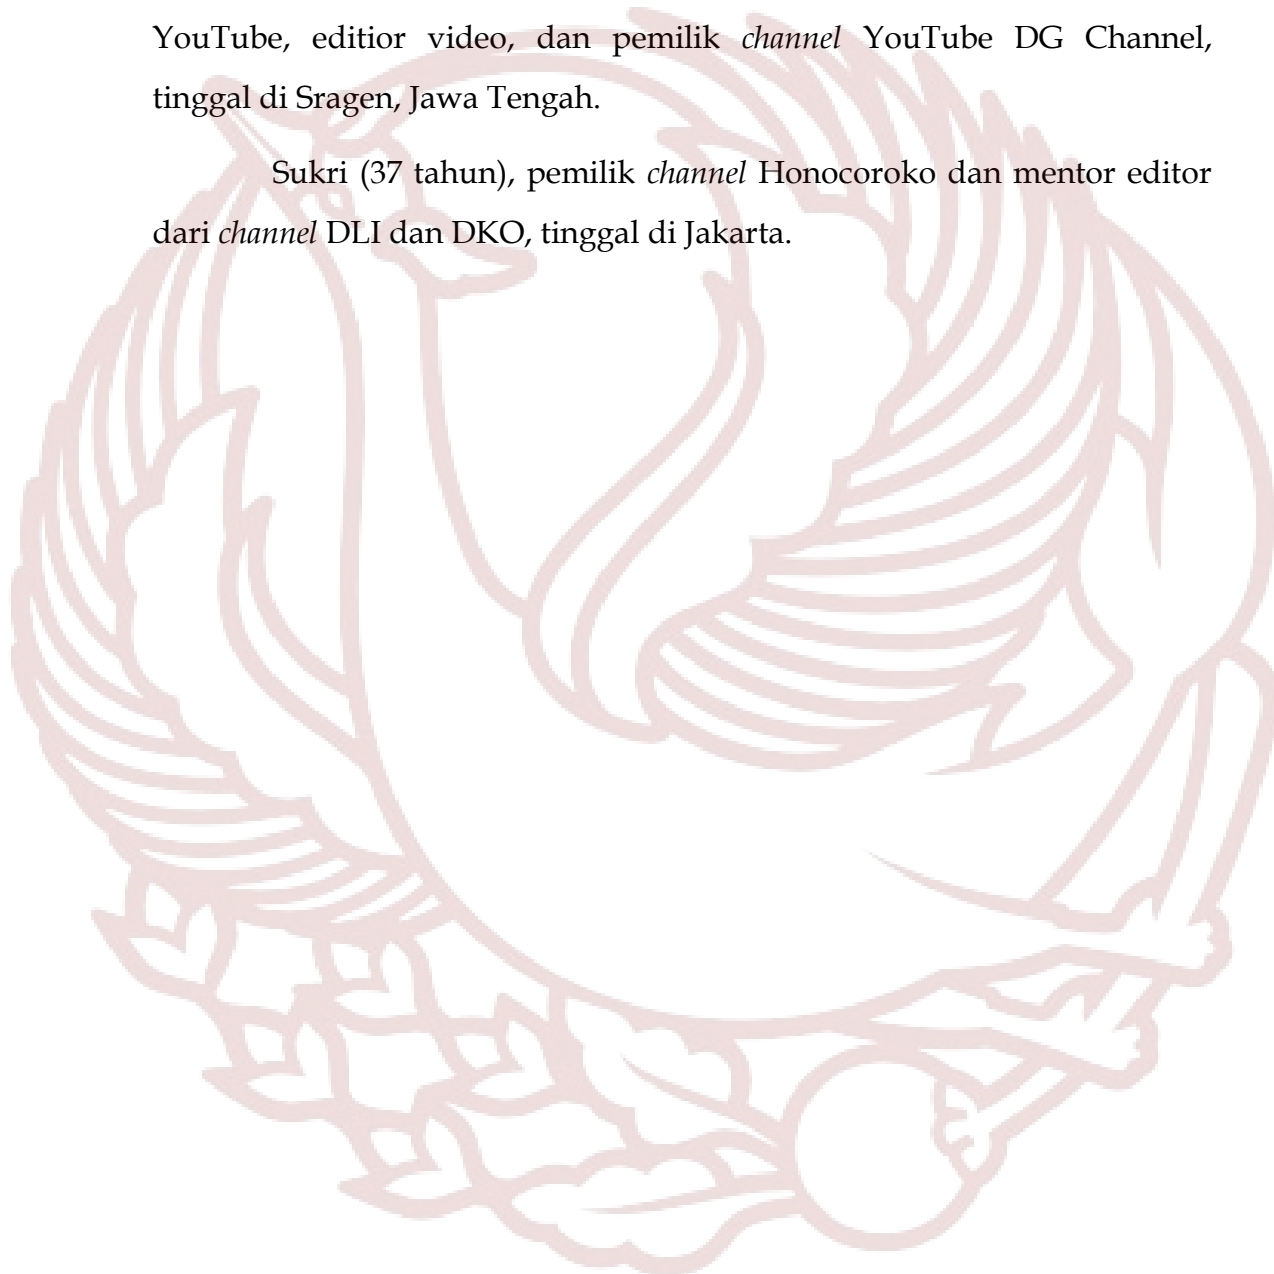 YouTube, editior video, dan pemilik channel YouTube DG Channel,
tinggal di Sragen, Jawa Tengah.
Sukri (37 tahun), pemilik channel Honocoroko dan mentor editor
dari channel DLI dan DKO, tinggal di Jakarta.